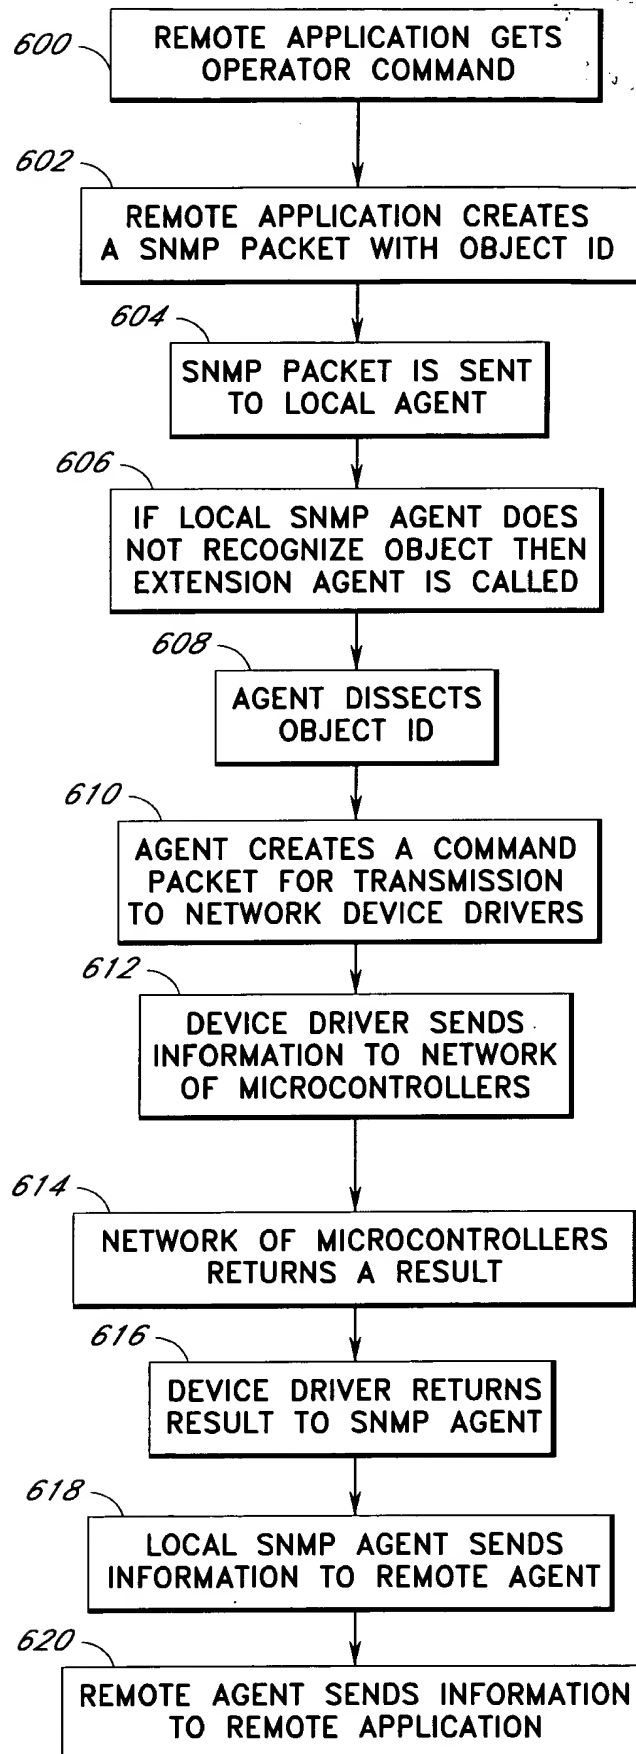 600
REMOTE APPLICATION GETS
OPERATOR COMMAND
602
REMOTE APPLICATION CREATES
A SNMP PACKET WITH OBJECT ID
604
SNMP PACKET IS SENT
TO LOCAL AGENT
606
IF LOCAL SNMP AGENT DOES
NOT RECOGNIZE OBJECT THEN
EXTENSION AGENT IS CALLED
608
AGENT DISSECTS
OBJECT ID
610
AGENT CREATES A COMMAND
PACKET FOR TRANSMISSION
TO NETWORK DEVICE DRIVERS
612
DEVICE DRIVER SENDS
INFORMATION TO NETWORK
OF MICROCONTROLLERS
614
NETWORK OF MICROCONTROLLERS
RETURNS A RESULT
616
DEVICE DRIVER RETURNS
RESULT TO SNMP AGENT
618
LOCAL SNMP AGENT SENDS
INFORMATION TO REMOTE AGENT
620
REMOTE AGENT SENDS INFORMATION
TO REMOTE APPLICATION